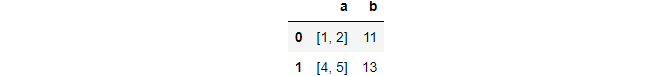 a b
0 [1, 2] 11
1 [4, 5] 13